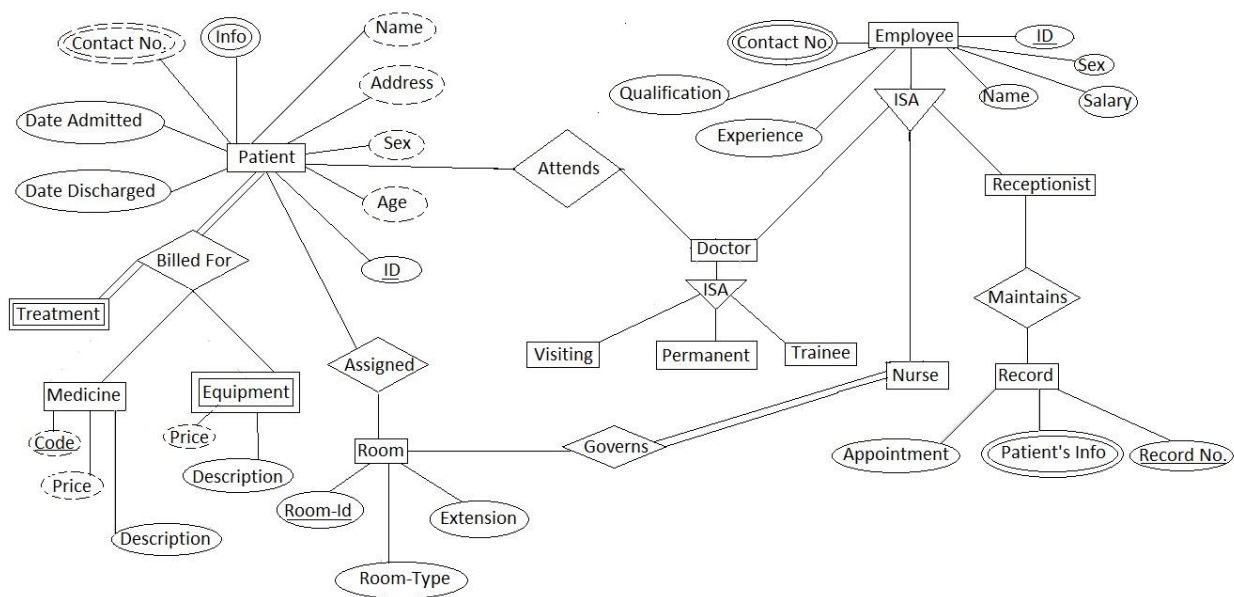 Contact No.
Info
Name
Contact No
Employee
ID
Address
Sex
Date Admitted
Qualification
ISA
Name
Salary
Experience
Sex
Patient
Attends
Date Discharged
Age
Receptionist
Doctor
Billed For
ID
ISA
Maintains
Treatment
Visiting
Permanent
Trainee
Assigned
Nurse
Record
Medicine
Equipment
Code
Price
Room
Governs
Appointment
Patient's Info
Record No.
Price
Description
Room-Id
Extension
Description
Room-Type